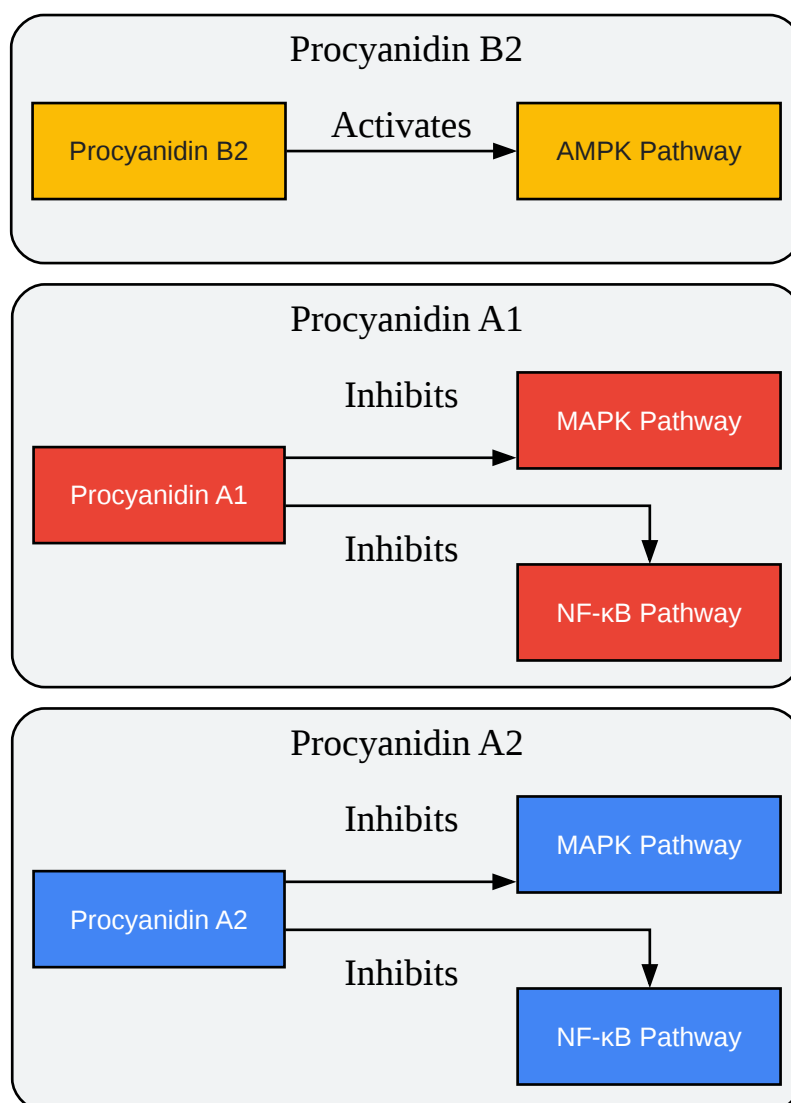 Procyanidin B2
Activates
Procyanidin B2
AMPK Pathway
Procyanidin A1
Inhibits
MAPK Pathway
Procyanidin A1
Inhibits
NF-κB Pathway
Procyanidin A2
Inhibits
MAPK Pathway
Procyanidin A2
Inhibits
NF-κB Pathway